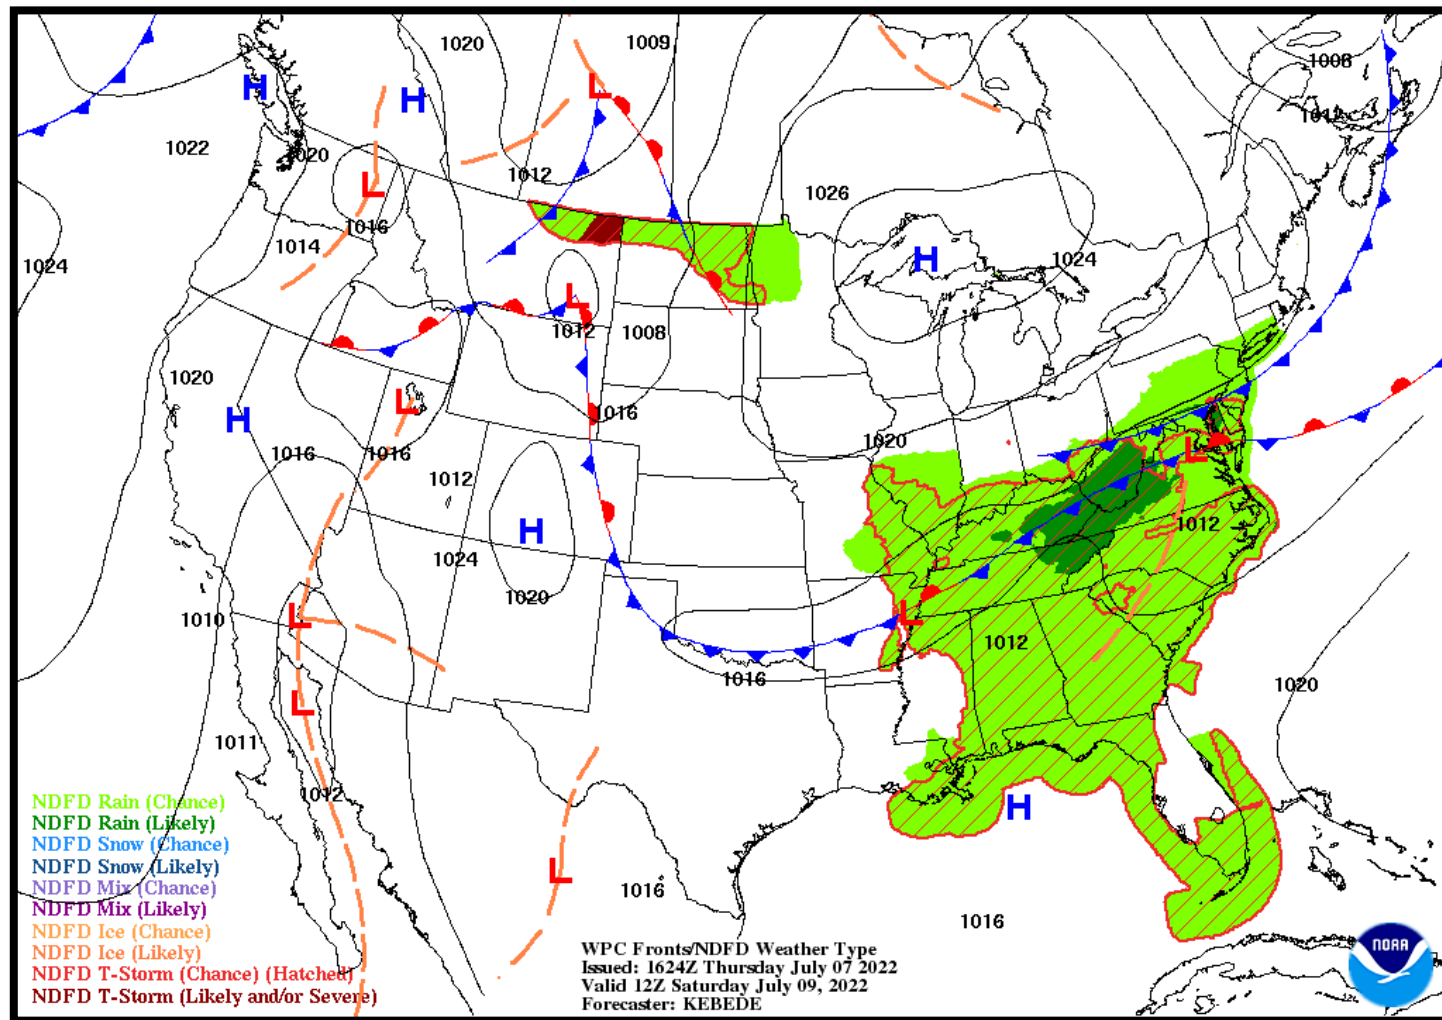 1020
1009
1008
H
L
H
1012
1022
1020
1012
L
1026
1016
1014
H
1024
1024
L
1012
1008
1020
L
1016
H
1020
1016
1016
L
1012
H
1012
1024
1020
1010
L
L
1012
1016
1020
L
1011
1012
H
L
1016
1016
NDFD Rain (Chance)
NDFD Rain (Likely)
NDFD Snow (Chance)
NDFD Snow (Likely)
NDFD Mix (Chance)
NDFD Mix (Likely)
NDFD Ice (Chance)
NDFD Ice (Likely)
NDFD T-Storm (Chance) (Hatched)
NDFD T-Storm (Likely and/or Severe)
WPC Fronts/NDFD Weather Type
Issued: 1624Z Thursday July 07 2022
Valid 12Z Saturday July 09, 2022
Forecaster: KEBEDE
NOAA